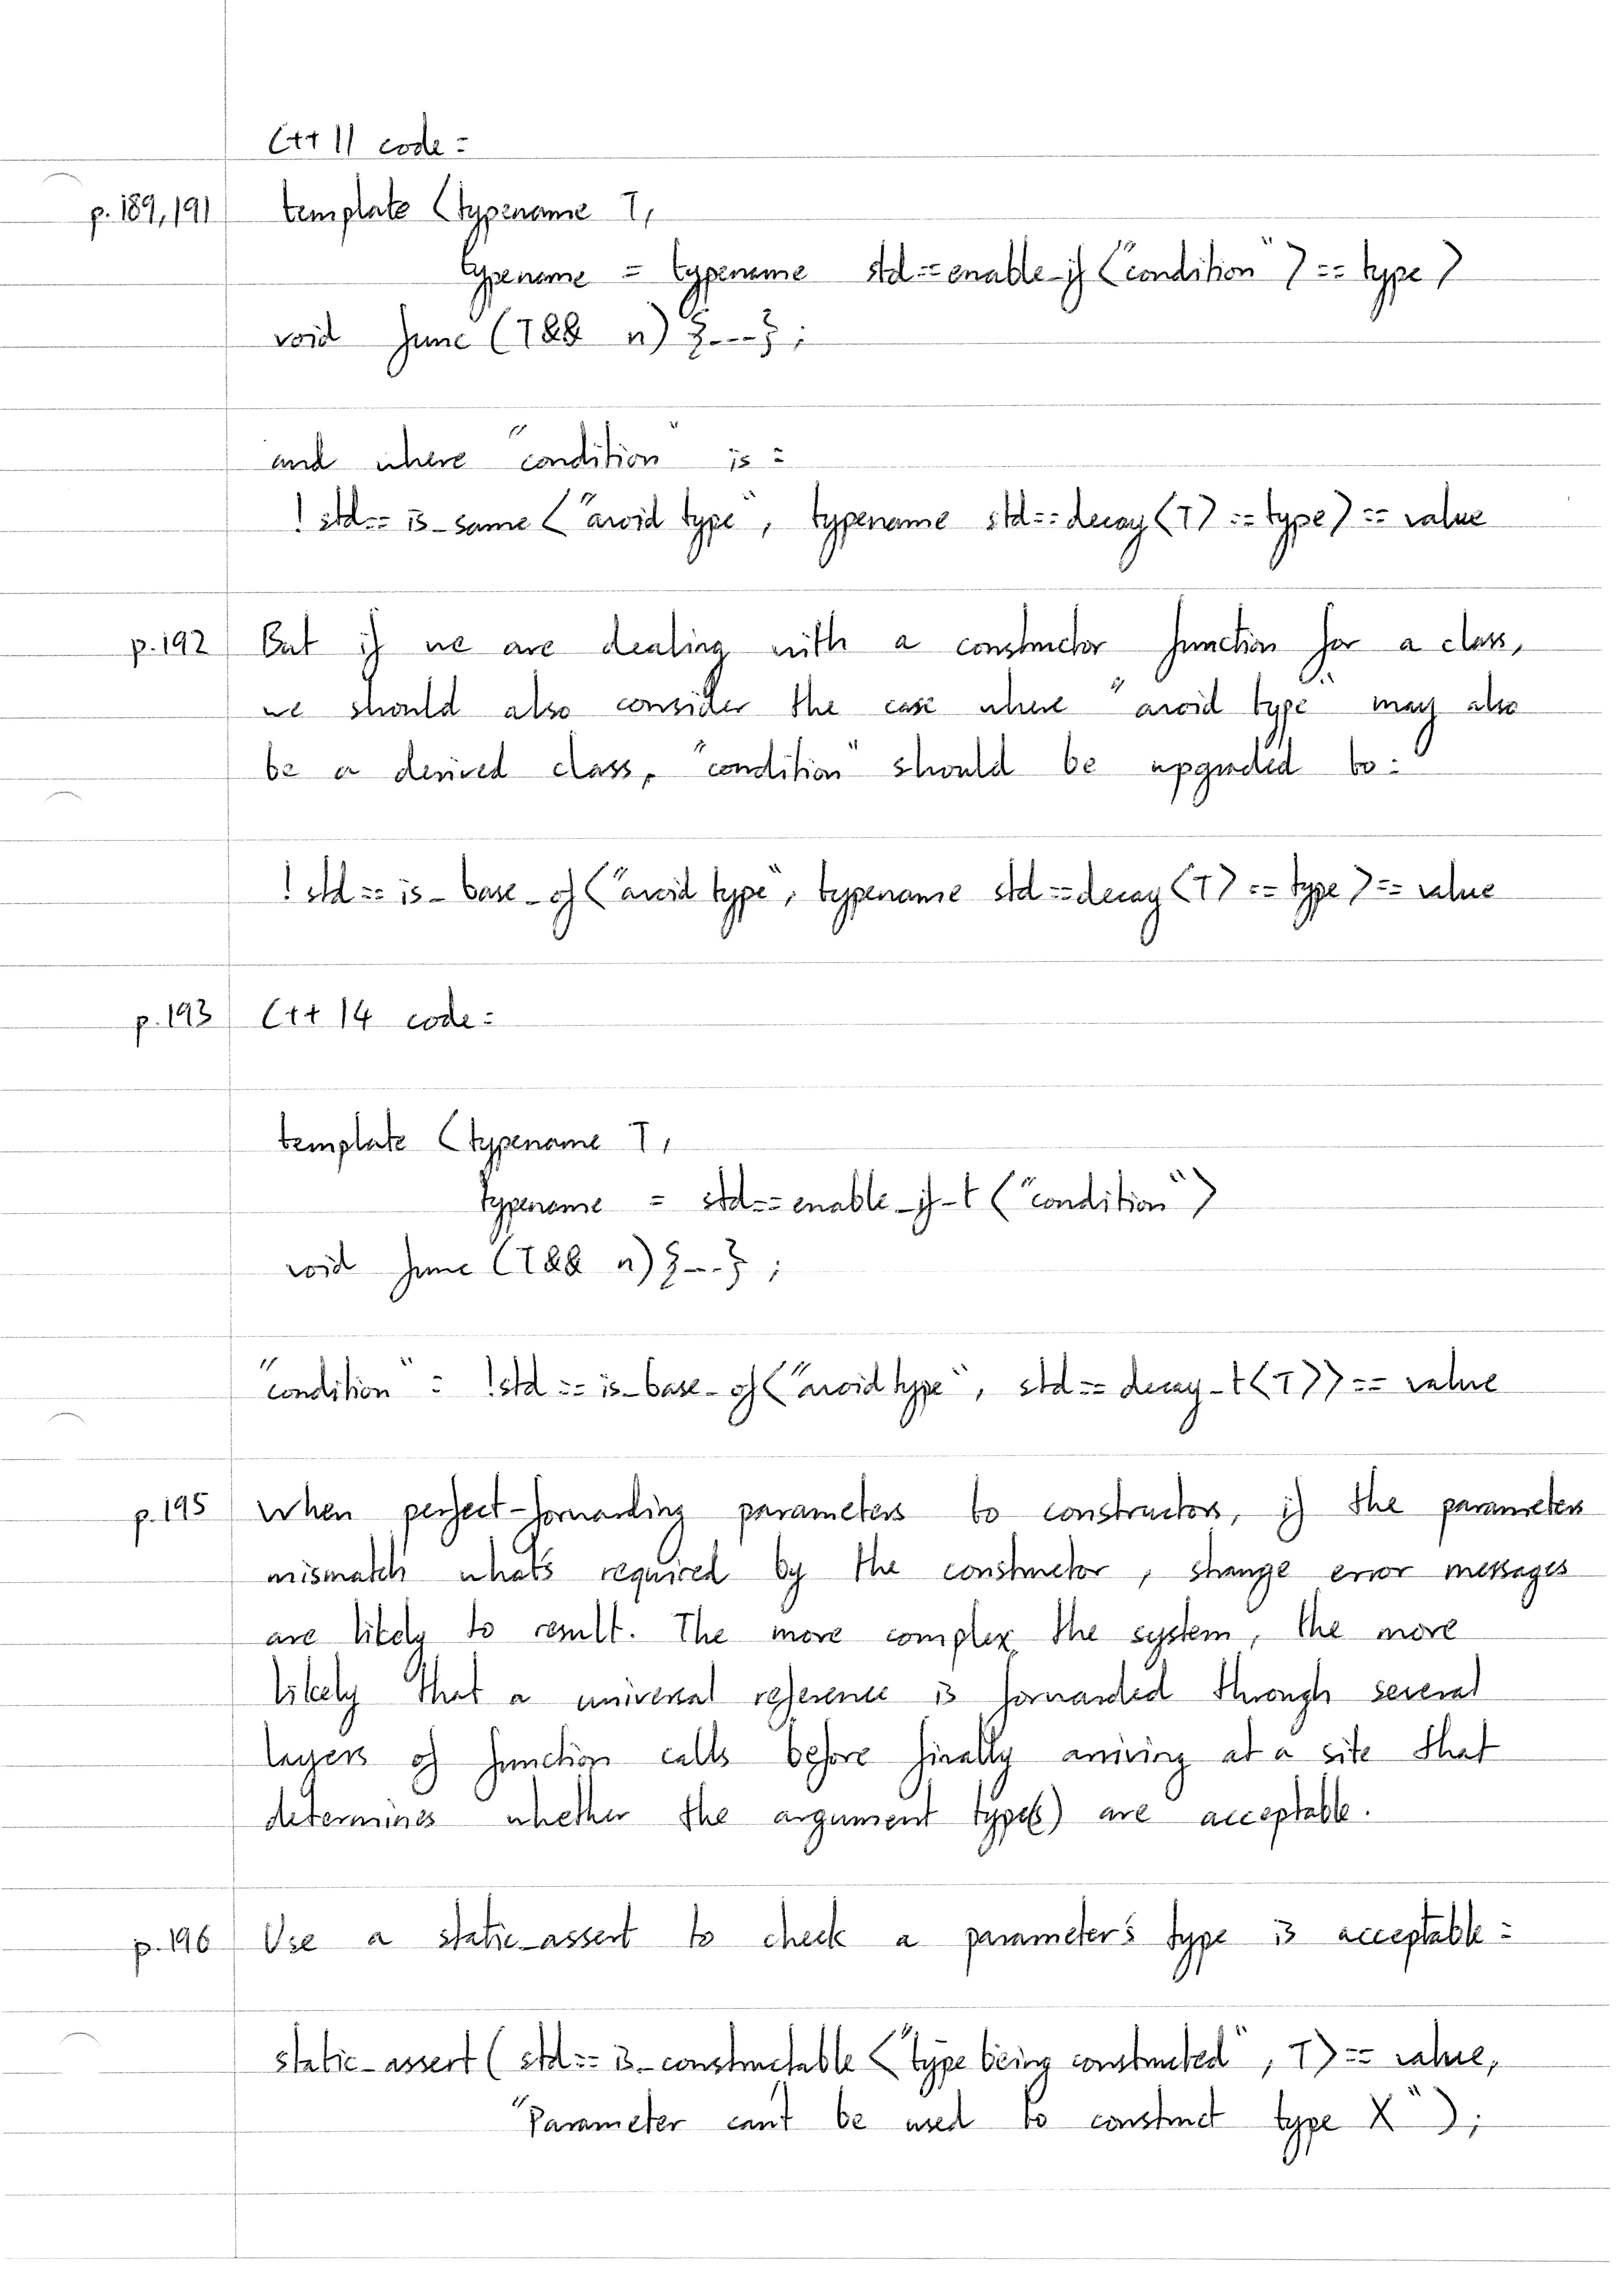 C++ 11 code:
p. 189, 191 template <typename T,
typename = typename std::enable_if<"condition">::type>
void func (T&& n) {...};
and where "condition" is:
!std::is_same<"avoid type", typename std::decay<T>::type>::value
p. 192 But if we are dealing with a constructor function for a class,
we should also consider the case where "avoid type" may also
be a derived class, "condition" should be upgraded to:
!std::is_base_of<"avoid type", typename std::decay<T>::type>::value
p. 193 C++ 14 code:
template <typename T,
typename = std::enable_if_t<"condition">
void func (T&& n) {...};
"condition" : !std::is_base_of<"avoid type", std::decay_t<T>>::value
p. 195 When perfect-forwarding parameters to constructors, if the parameters
mismatch what's required by the constructor, strange error messages
are likely to result. The more complex the system, the more
likely that a universal reference is forwarded through several
layers of function calls before finally arriving at a site that
determines whether the argument type(s) are acceptable.
p. 196 Use a static_assert to check a parameter's type is acceptable:
static_assert( std::is_constructable<"type being constructed", T>::value,
"Parameter can't be used to construct type X");